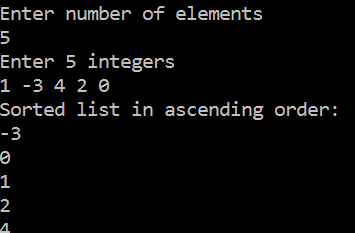 Enter number of elements
5
Enter 5 integers
1 -3 4 2 0
Sorted list in ascending order:
-3
0
1
2
4